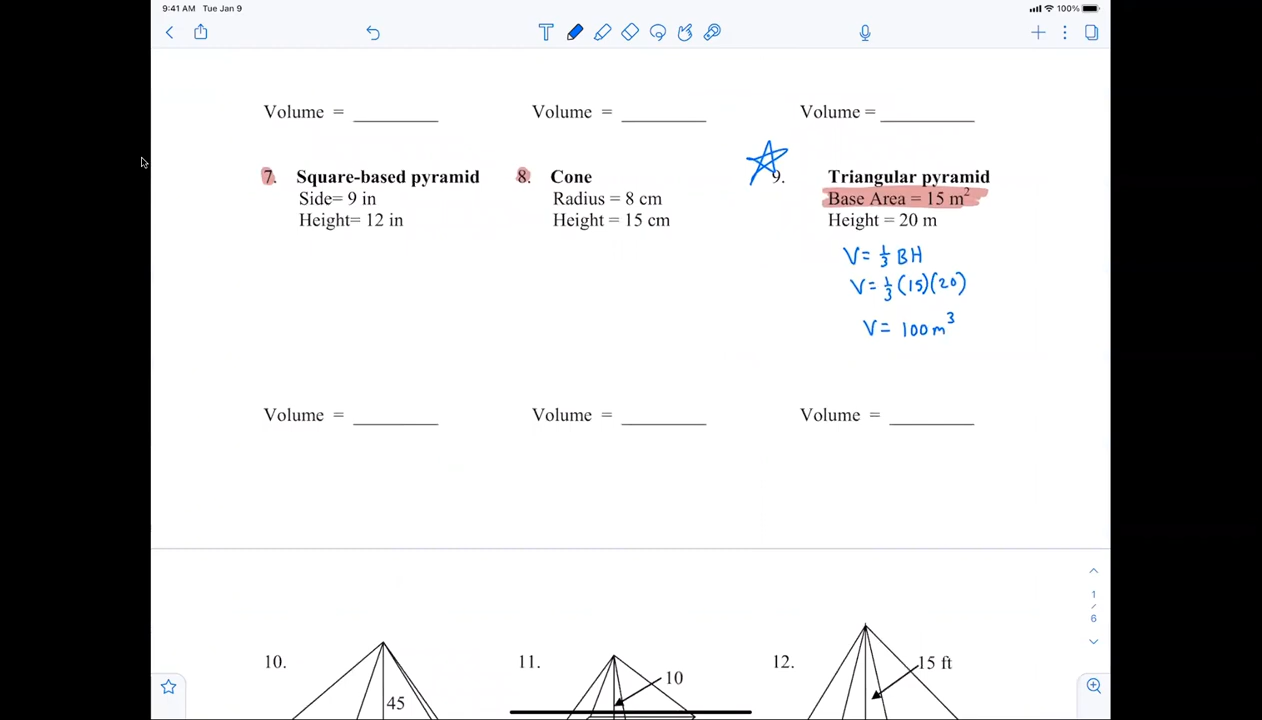 9:41 AM Tue Jan 9
100%
Volume = ________
Volume = ________
Volume = ________
7. Square-based pyramid
Side= 9 in
Height= 12 in
8. Cone
Radius = 8 cm
Height = 15 cm
9. Triangular pyramid
Base Area = 15 m²
Height = 20 m
V = ⅓ BH
V = ⅓ (15)(20)
V = 100 m³
Volume = ________
Volume = ________
Volume = ________
1
/
6
10.
45
11.
10
12.
15 ft